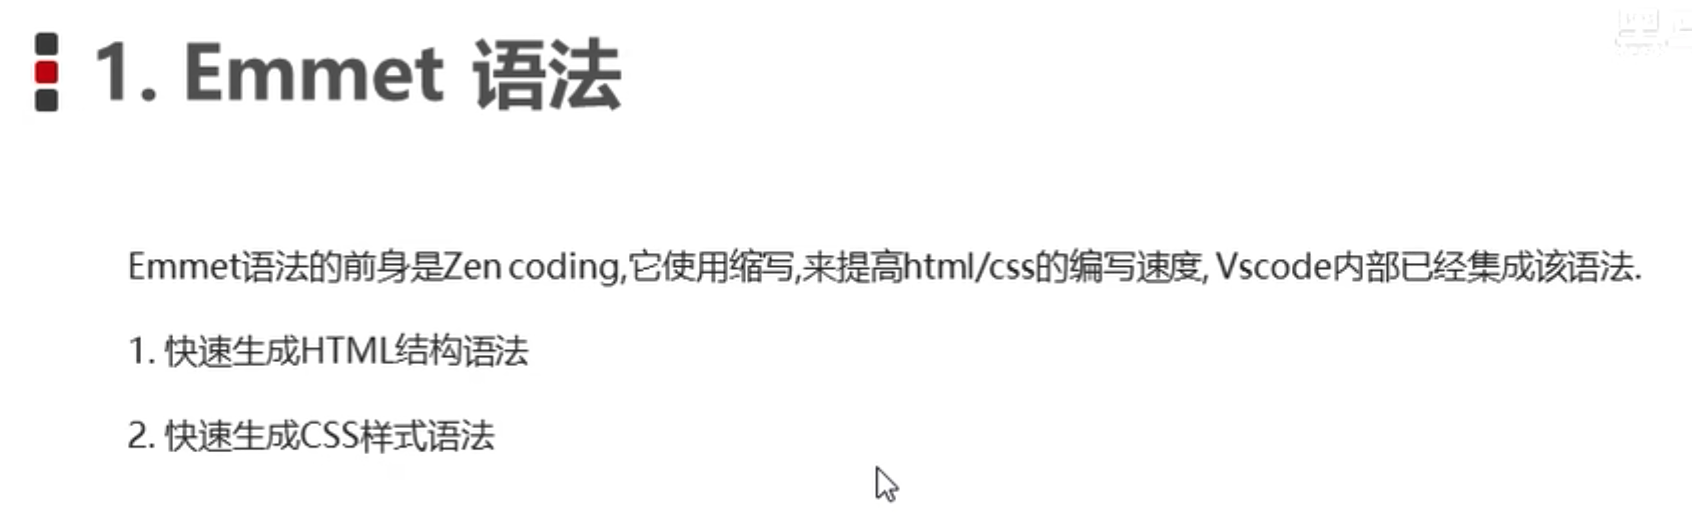 1. Emmet 语法
Emmet语法的前身是Zen coding,它使用缩写,来提高html/css的编写速度, Vscode内部已经集成该语法.
1. 快速生成HTML结构语法
2. 快速生成CSS样式语法